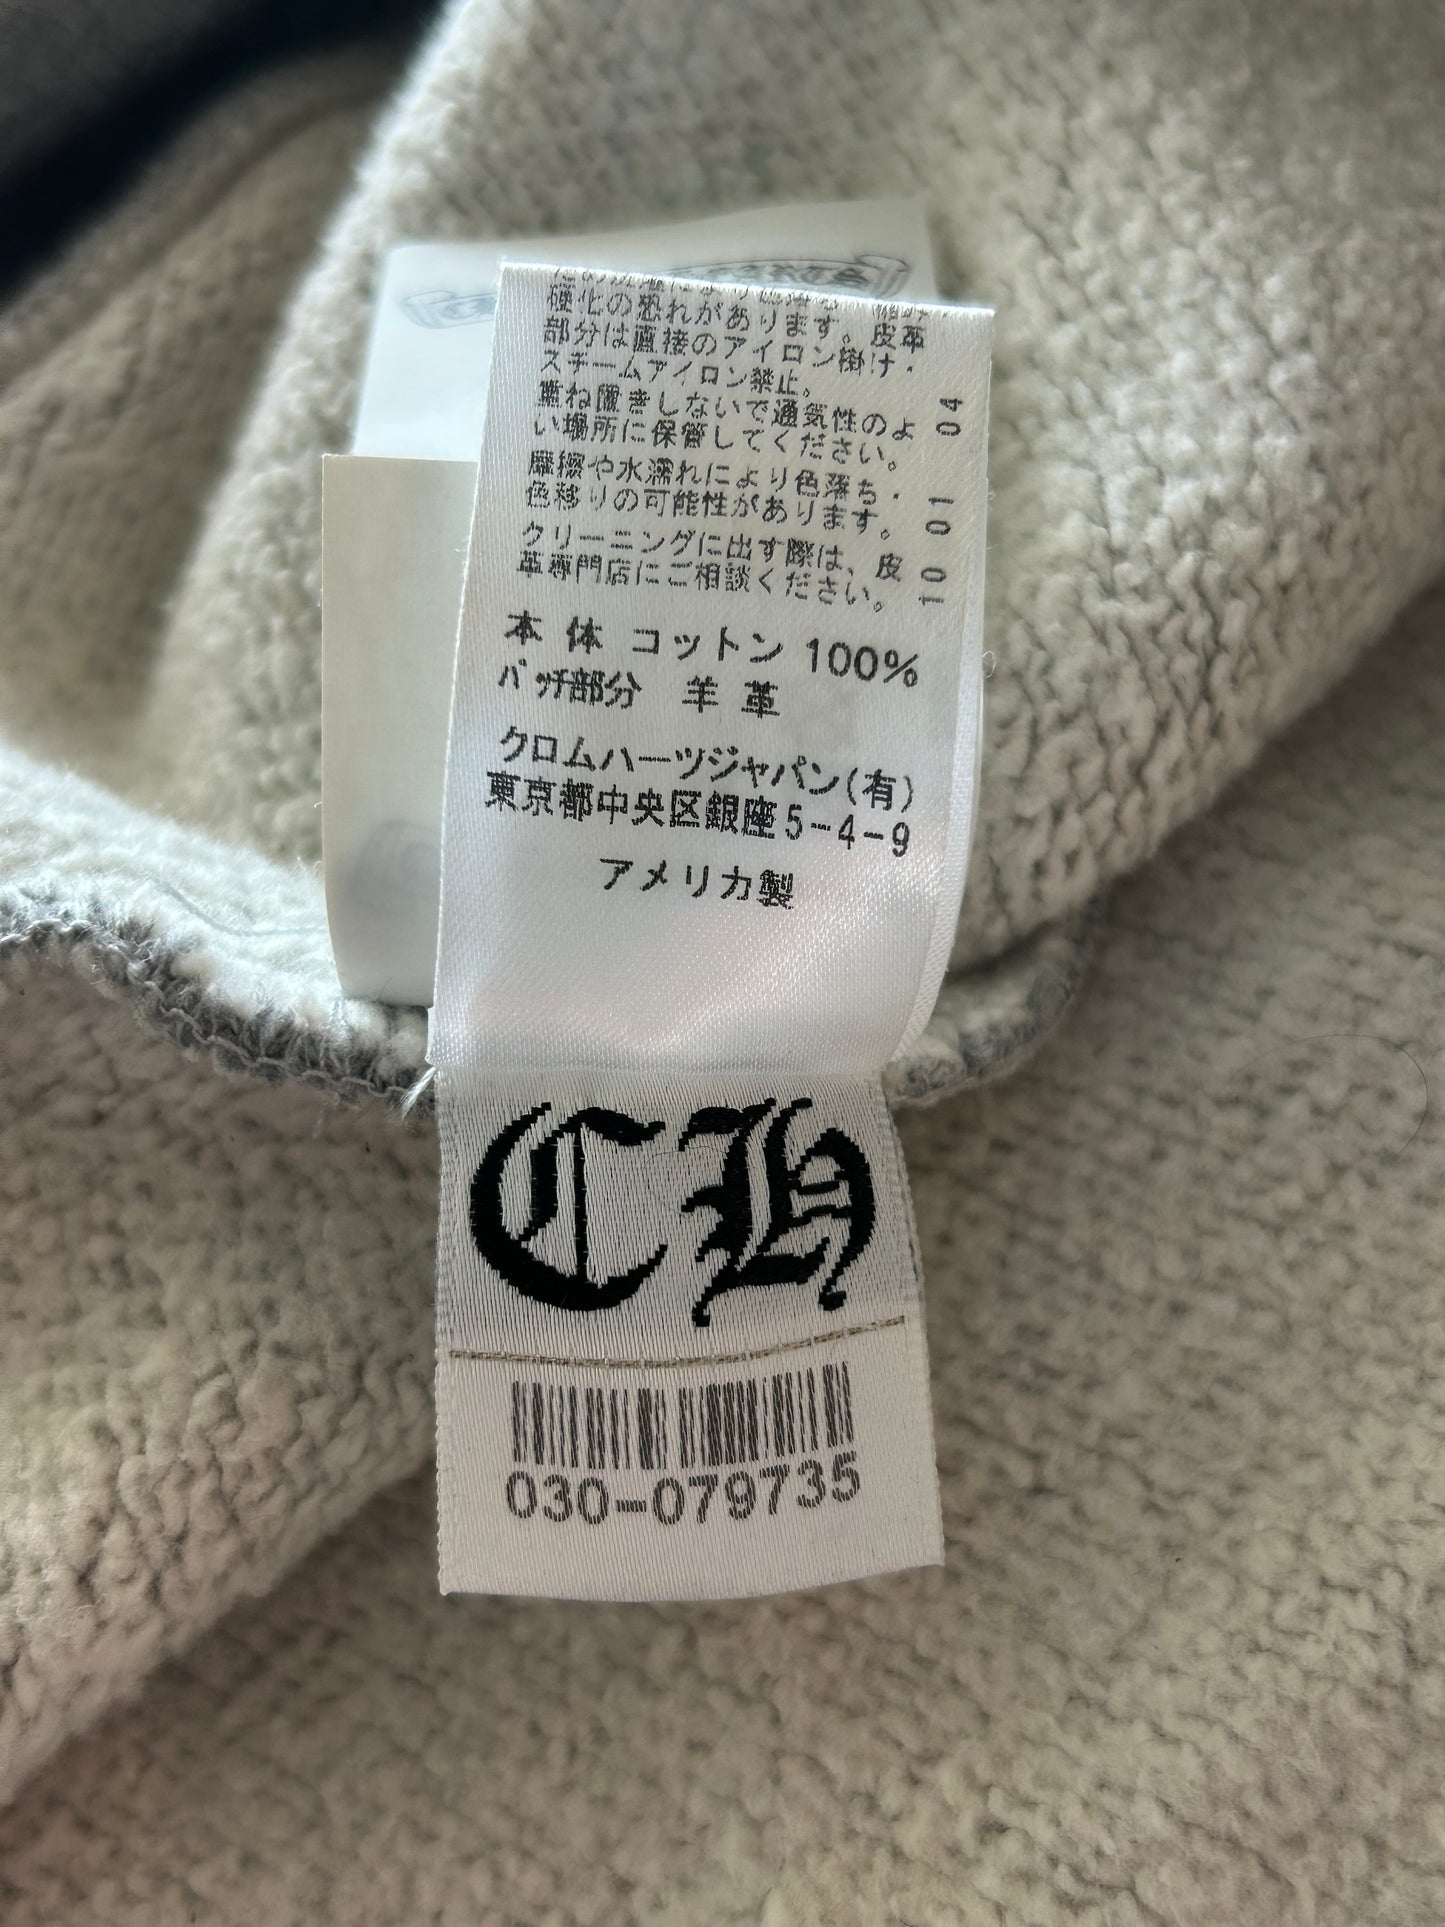 硬化の恐れがあります。皮革
部分は直接のアイロン掛け・
スチームアイロン禁止。
重ね置きしないで通気性のよ
い場所に保管してください。
摩擦や水濡れにより色落ち・
色移りの可能性があります。
クリーニングに出す際は、皮
革専門店にご相談ください。
10 01 04
本体 コットン 100%
パッチ部分 羊革
クロムハーツジャパン(有)
東京都中央区銀座5-4-9
アメリカ製
CH
030-079735